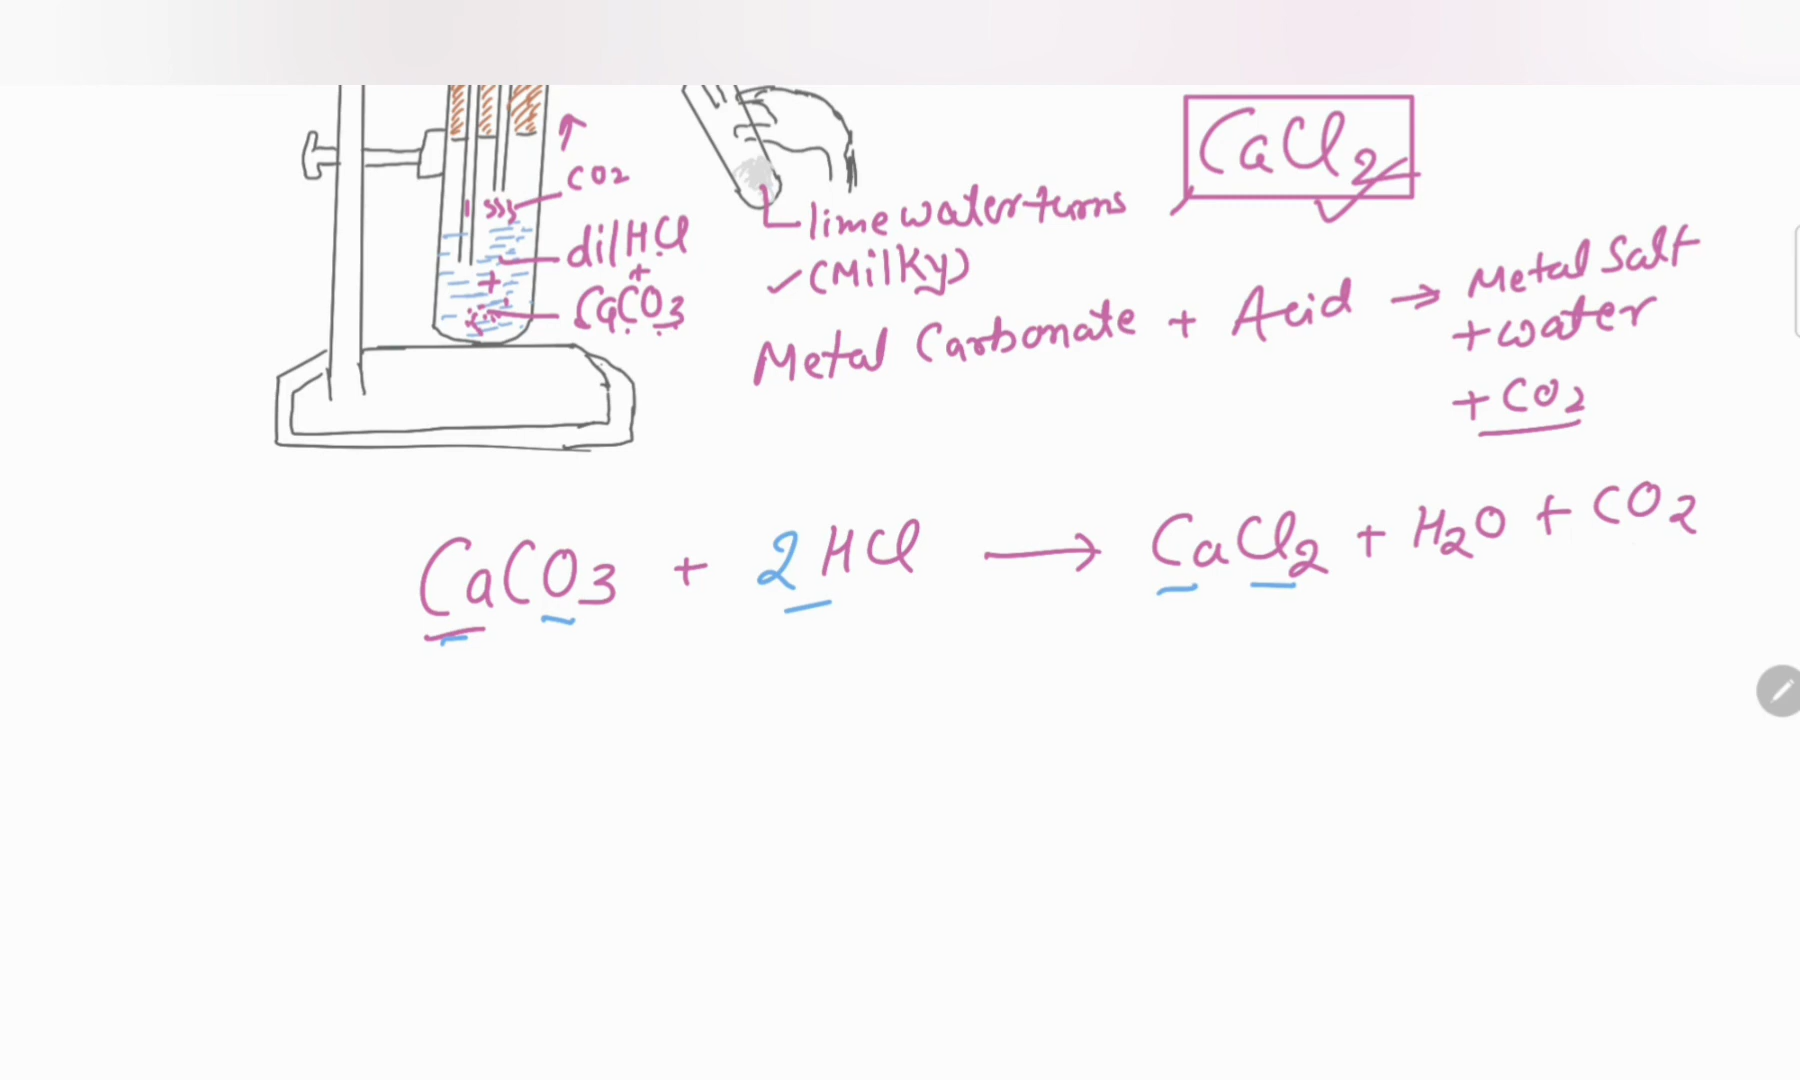 CaCl2
CO2
dil HCl
+
CaCO3
+
lime water turns
(Milky)
Metal Carbonate + Acid → Metal Salt
+ water
+ CO2
CaCO3 + 2HCl → CaCl2 + H2O + CO2